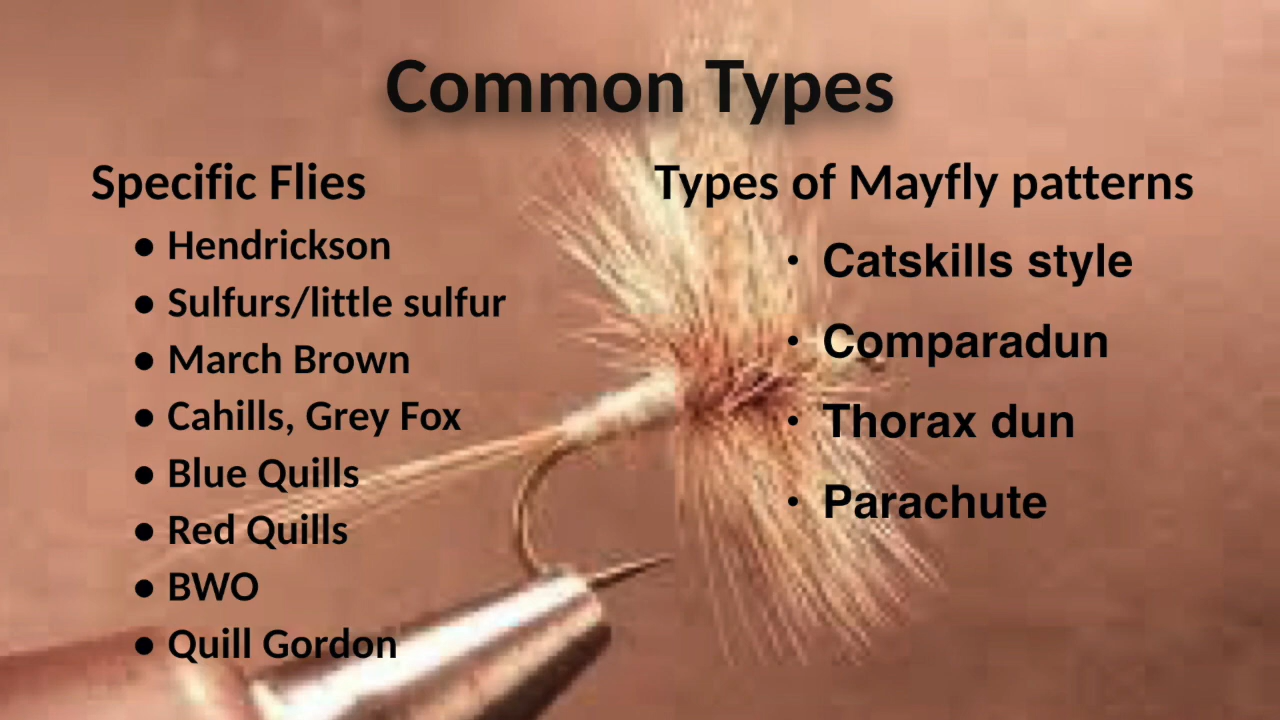 Common Types
Specific Flies
● Hendrickson
● Sulfurs/little sulfur
● March Brown
● Cahills, Grey Fox
● Blue Quills
● Red Quills
● BWO
● Quill Gordon
Types of Mayfly patterns
• Catskills style
• Comparadun
• Thorax dun
• Parachute